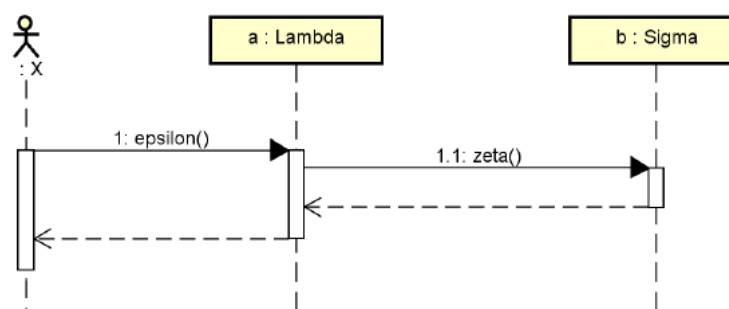 : X
a : Lambda
b : Sigma
1: epsilon()
1.1: zeta()